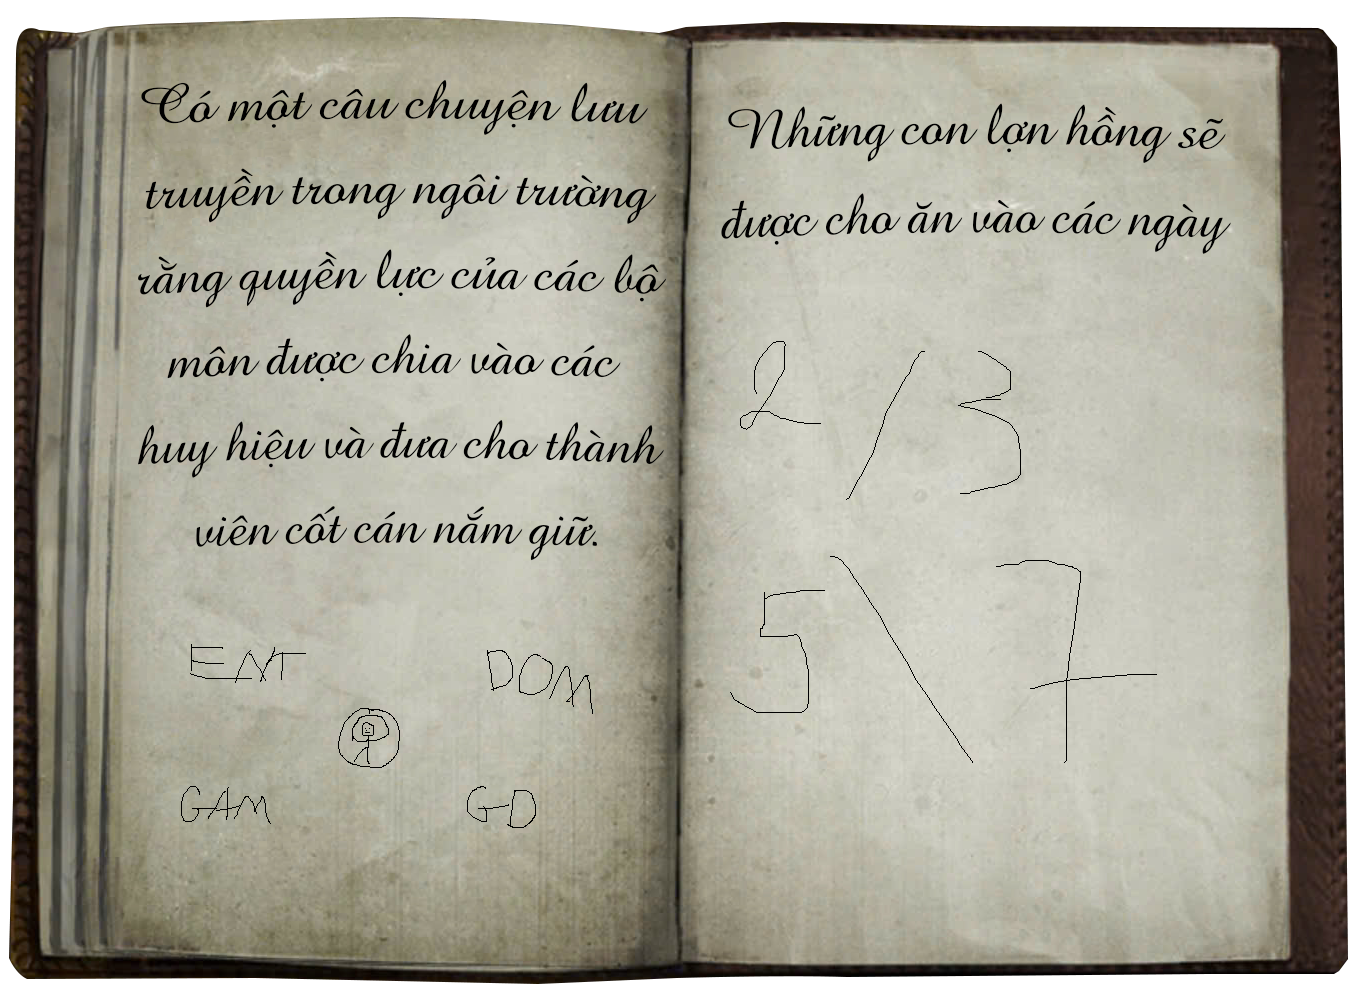 Có một câu chuyện lưu
truyền trong ngôi trường
rằng quyền lực của các bộ
môn được chia vào các
huy hiệu và đưa cho thành
viên cốt cán nắm giữ.
ENT DOM
GAM GD
Những con lợn hồng sẽ
được cho ăn vào các ngày
2 / 3
5 \ 7